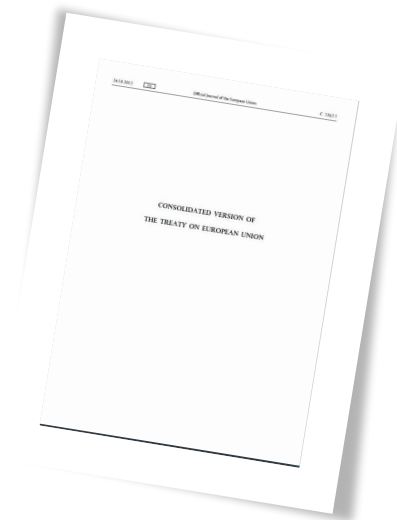 Official Journal of the European Union
CONSOLIDATED VERSION OF
THE TREATY ON EUROPEAN UNION